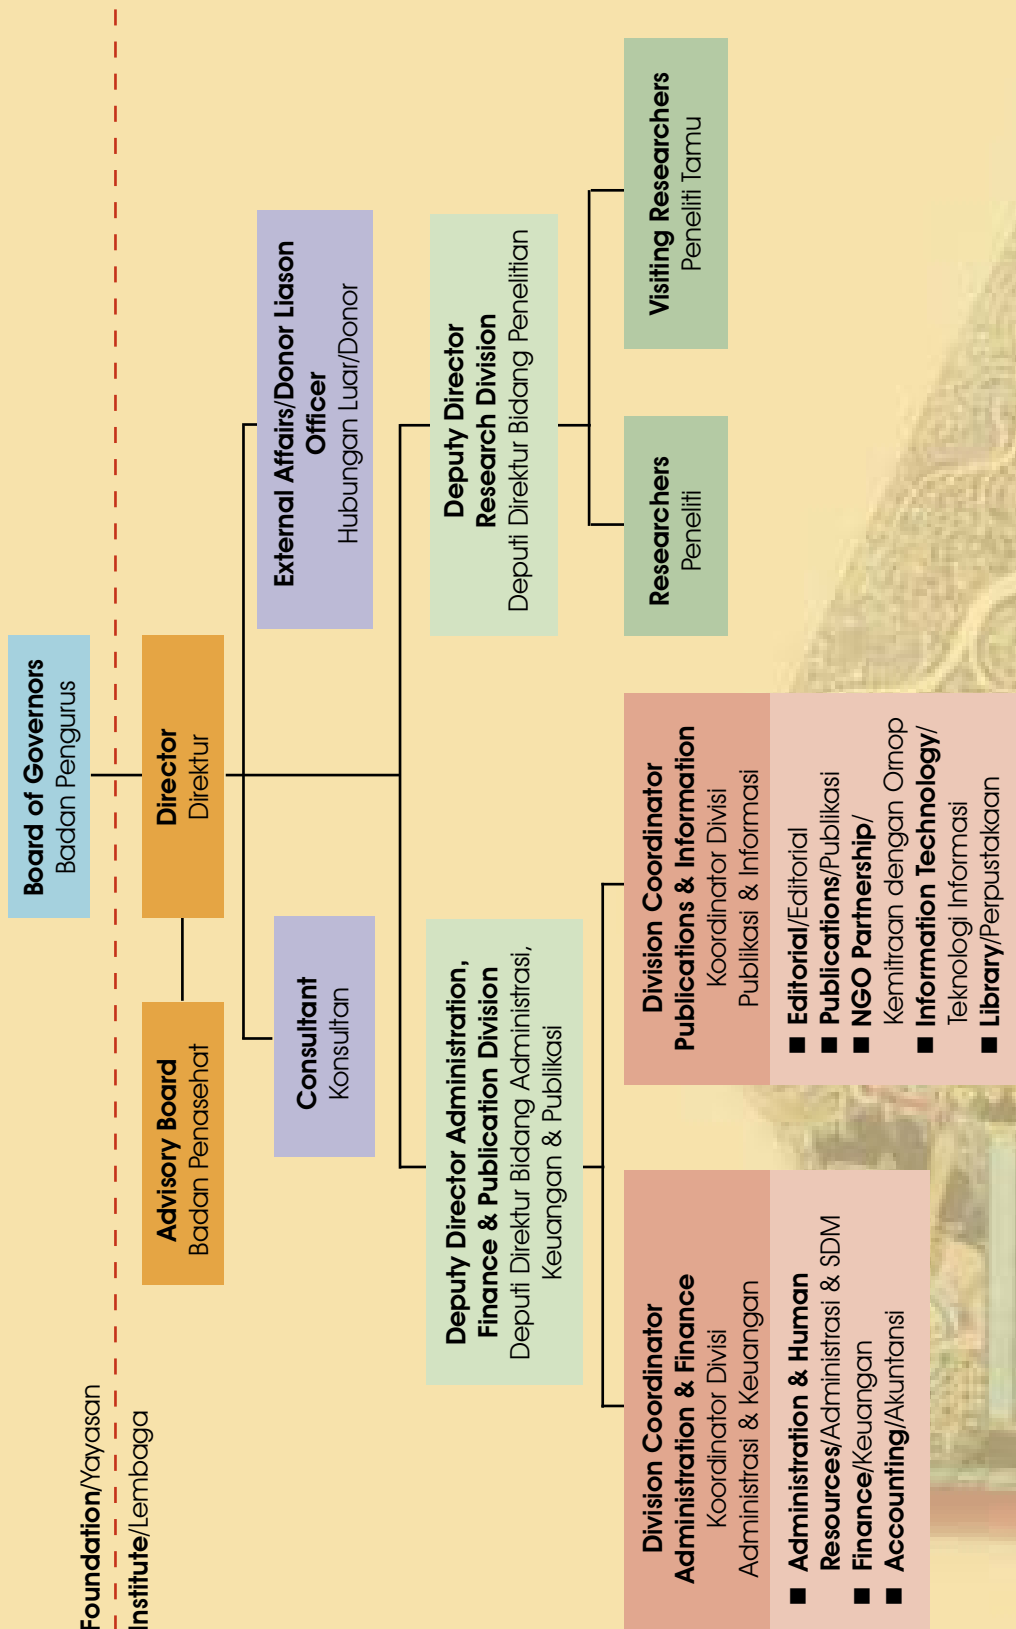 Foundation/Yayasan
Institute/Lembaga
Board of Governors
Badan Pengurus
Advisory Board
Badan Penasehat
Director
Direktur
Consultant
Konsultan
External Affairs/Donor Liason
Officer
Hubungan Luar/Donor
Deputy Director Administration,
Finance & Publication Division
Deputi Direktur Bidang Administrasi,
Keuangan & Publikasi
Deputy Director
Research Division
Deputi Direktur Bidang Penelitian
Division Coordinator
Administration & Finance
Koordinator Divisi
Administrasi & Keuangan
■ Administration & Human
Resources/Administrasi & SDM
■ Finance/Keuangan
■ Accounting/Akuntansi
Division Coordinator
Publications & Information
Koordinator Divisi
Publikasi & Informasi
■ Editorial/Editorial
■ Publications/Publikasi
■ NGO Partnership/
Kemitraan dengan Ornop
■ Information Technology/
Teknologi Informasi
■ Library/Perpustakaan
Researchers
Peneliti
Visiting Researchers
Peneliti Tamu